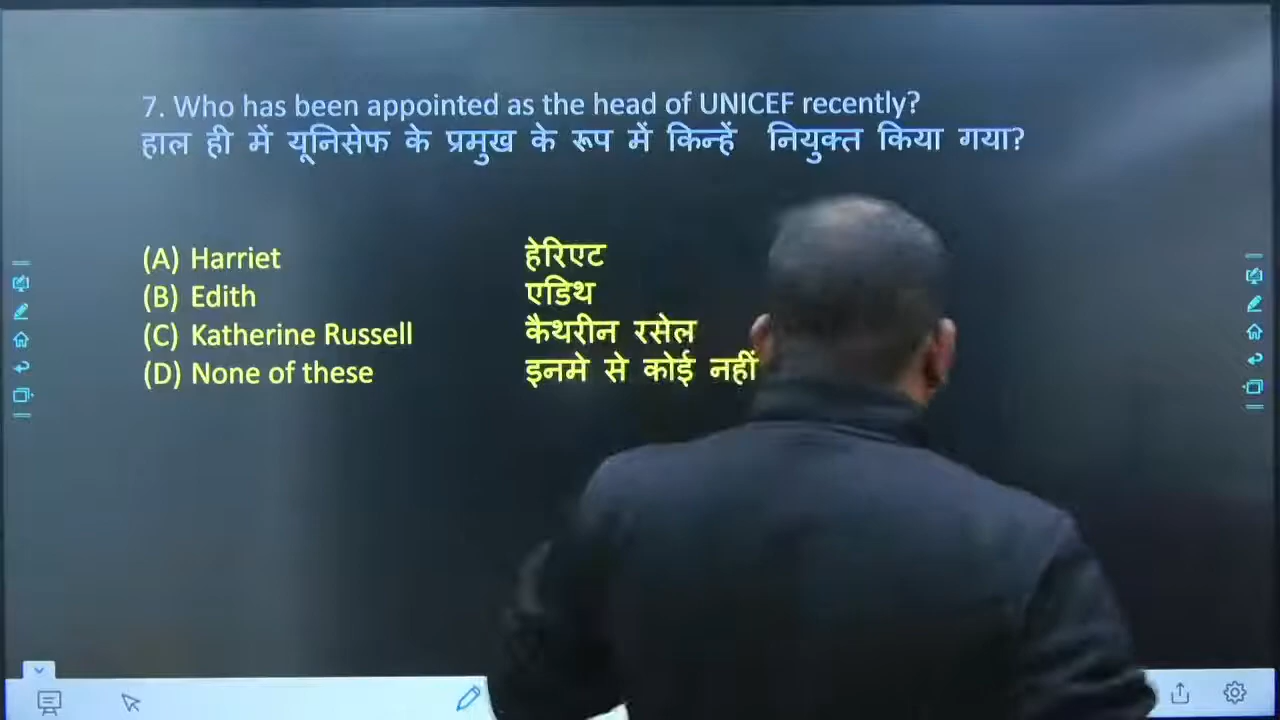 7. Who has been appointed as the head of UNICEF recently?
हाल ही में यूनिसेफ के प्रमुख के रूप में किन्हें नियुक्त किया गया?
(A) Harriet हेरिएट
(B) Edith एडिथ
(C) Katherine Russell कैथरीन रसेल
(D) None of these इनमे से कोई नहीं